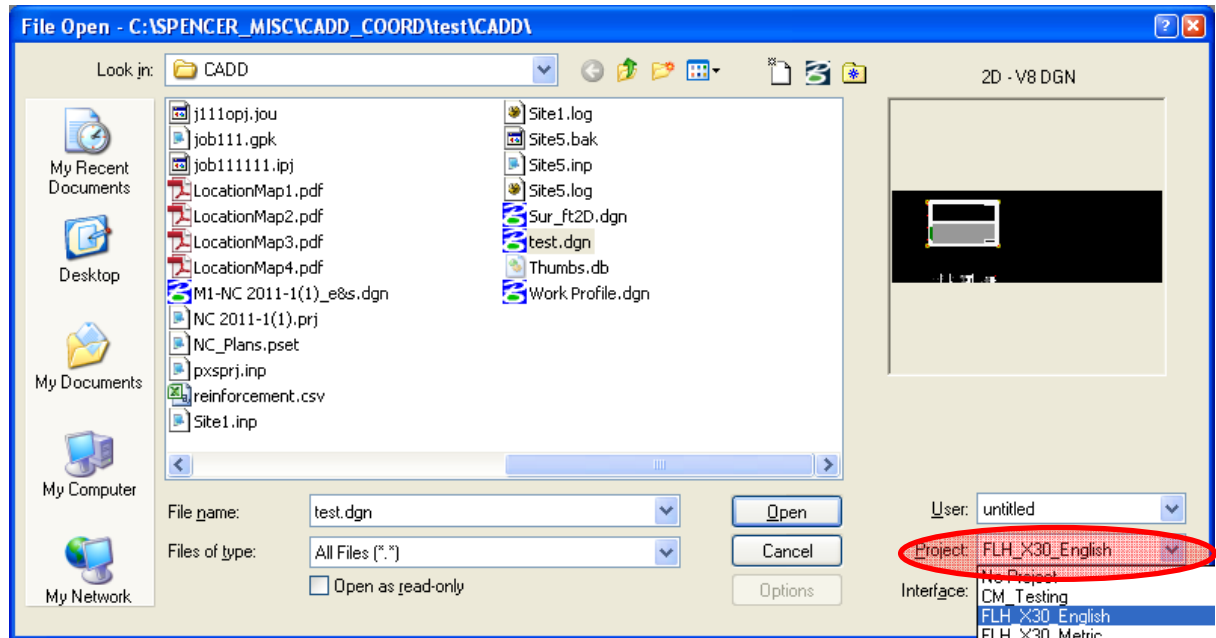 File Open - C:\SPENCER_MISC\CADD_COORD\test\CADD\
Look in: CADD
2D - V8 DGN
My Recent Documents
Desktop
My Documents
My Computer
My Network
j111opj.jou
job111.gpk
job111111.ipj
LocationMap1.pdf
LocationMap2.pdf
LocationMap3.pdf
LocationMap4.pdf
M1-NC 2011-1(1)_e&s.dgn
NC 2011-1(1).prj
NC_Plans.pset
pxsprj.inp
reinforcement.csv
Site1.inp
Site1.log
Site5.bak
Site5.inp
Site5.log
Sur_ft2D.dgn
test.dgn
Thumbs.db
Work Profile.dgn
File name: test.dgn
Open
Files of type: All Files (*.*)
Cancel
Open as read-only
Options
User: untitled
Project: FLH_X30_English
Interface:
No Project
CM_Testing
FLH_X30_English
FLH_X30_Metric